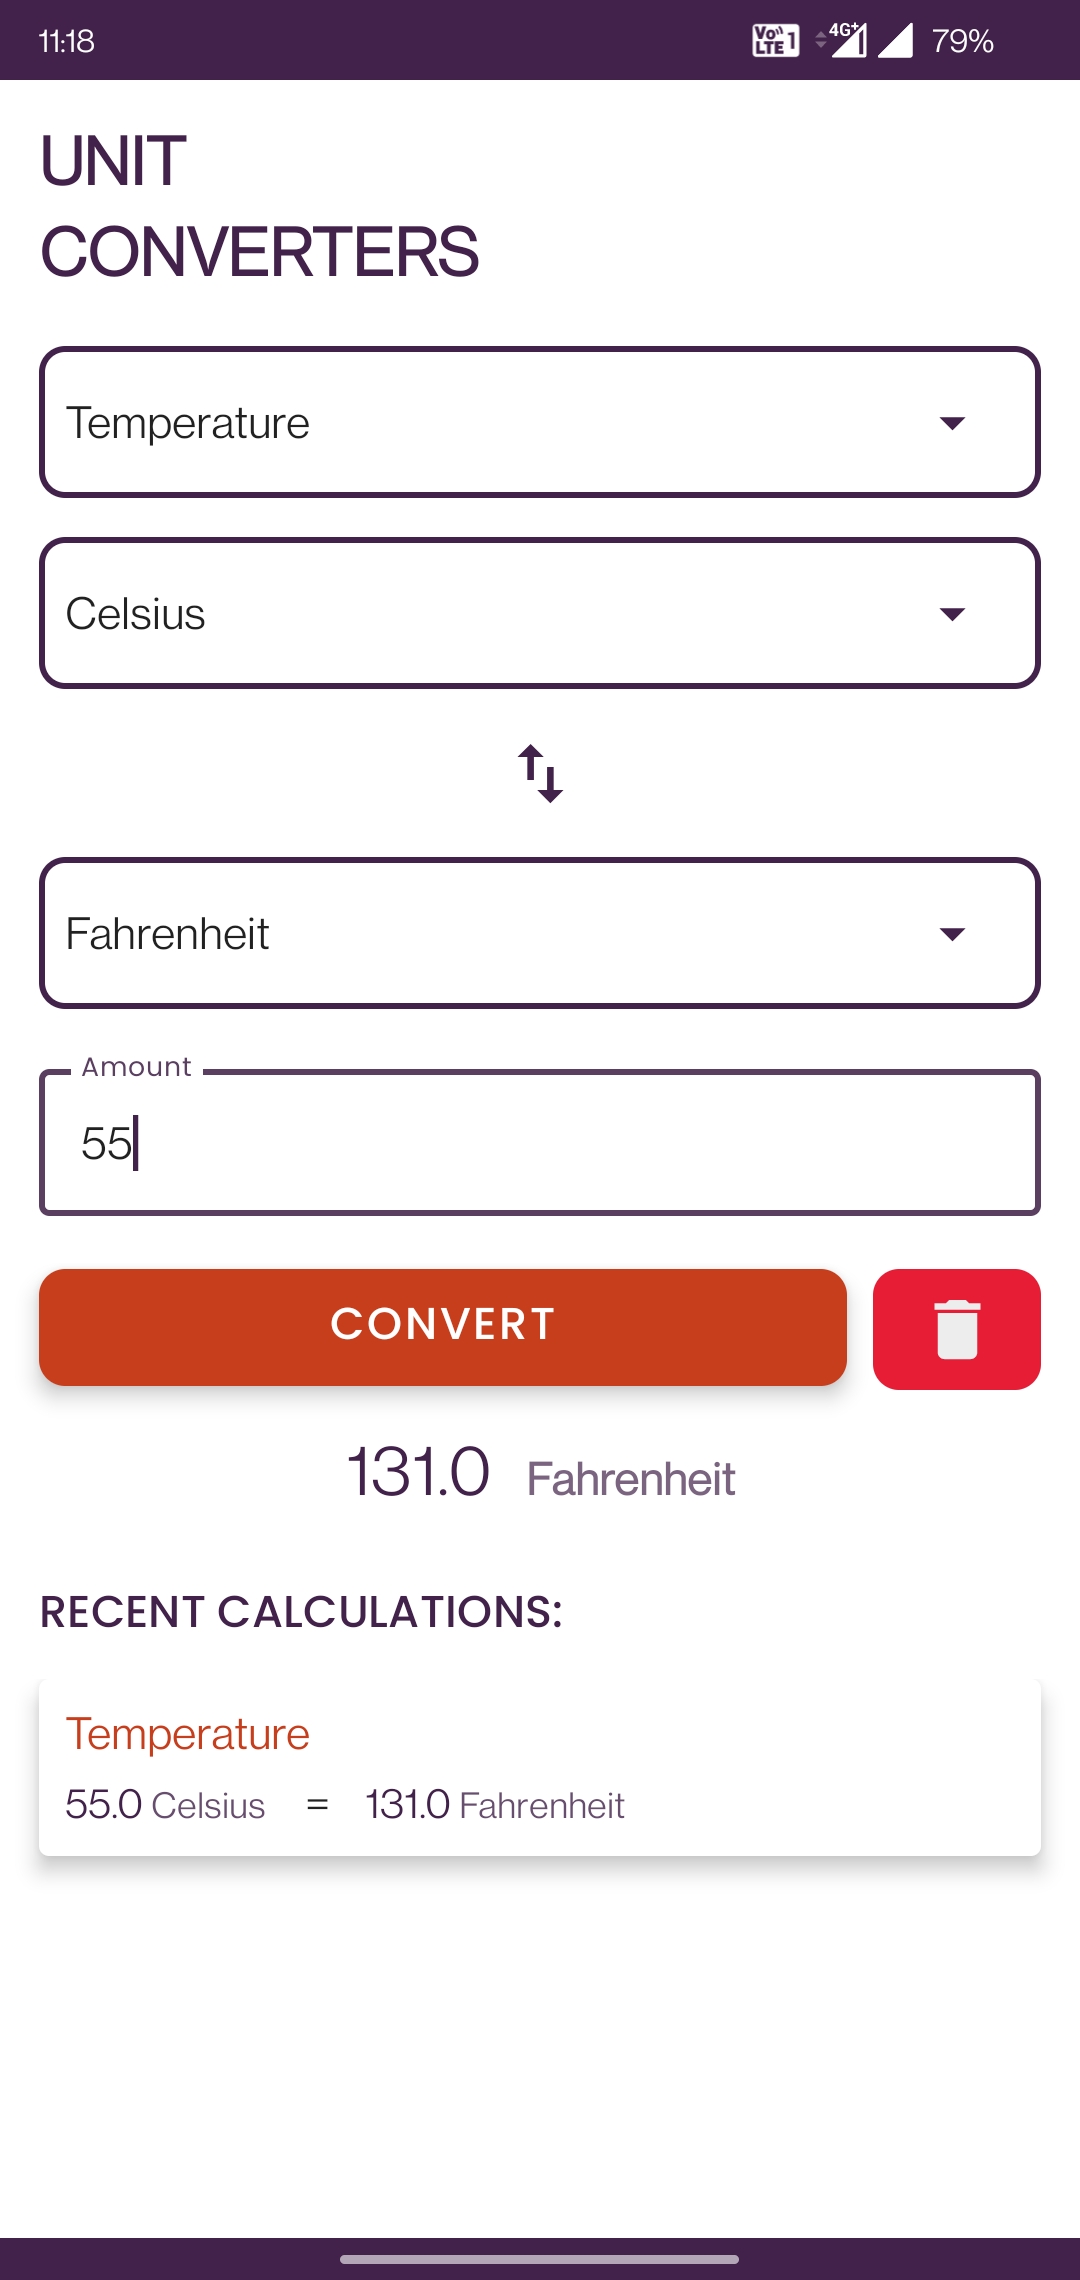 11:18 Vo)) LTE 1 4G+ 79%
UNIT
CONVERTERS
Temperature
Celsius
Fahrenheit
Amount
55
CONVERT
131.0 Fahrenheit
RECENT CALCULATIONS:
Temperature
55.0 Celsius = 131.0 Fahrenheit